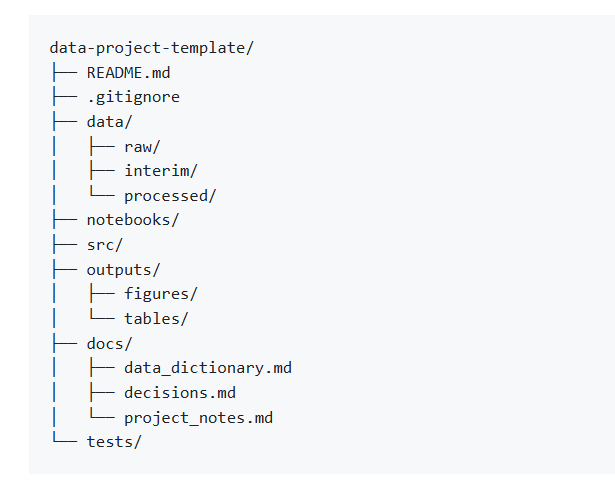 data-project-template/
├── README.md
├── .gitignore
├── data/
│   ├── raw/
│   ├── interim/
│   └── processed/
├── notebooks/
├── src/
├── outputs/
│   ├── figures/
│   └── tables/
├── docs/
│   ├── data_dictionary.md
│   ├── decisions.md
│   └── project_notes.md
└── tests/